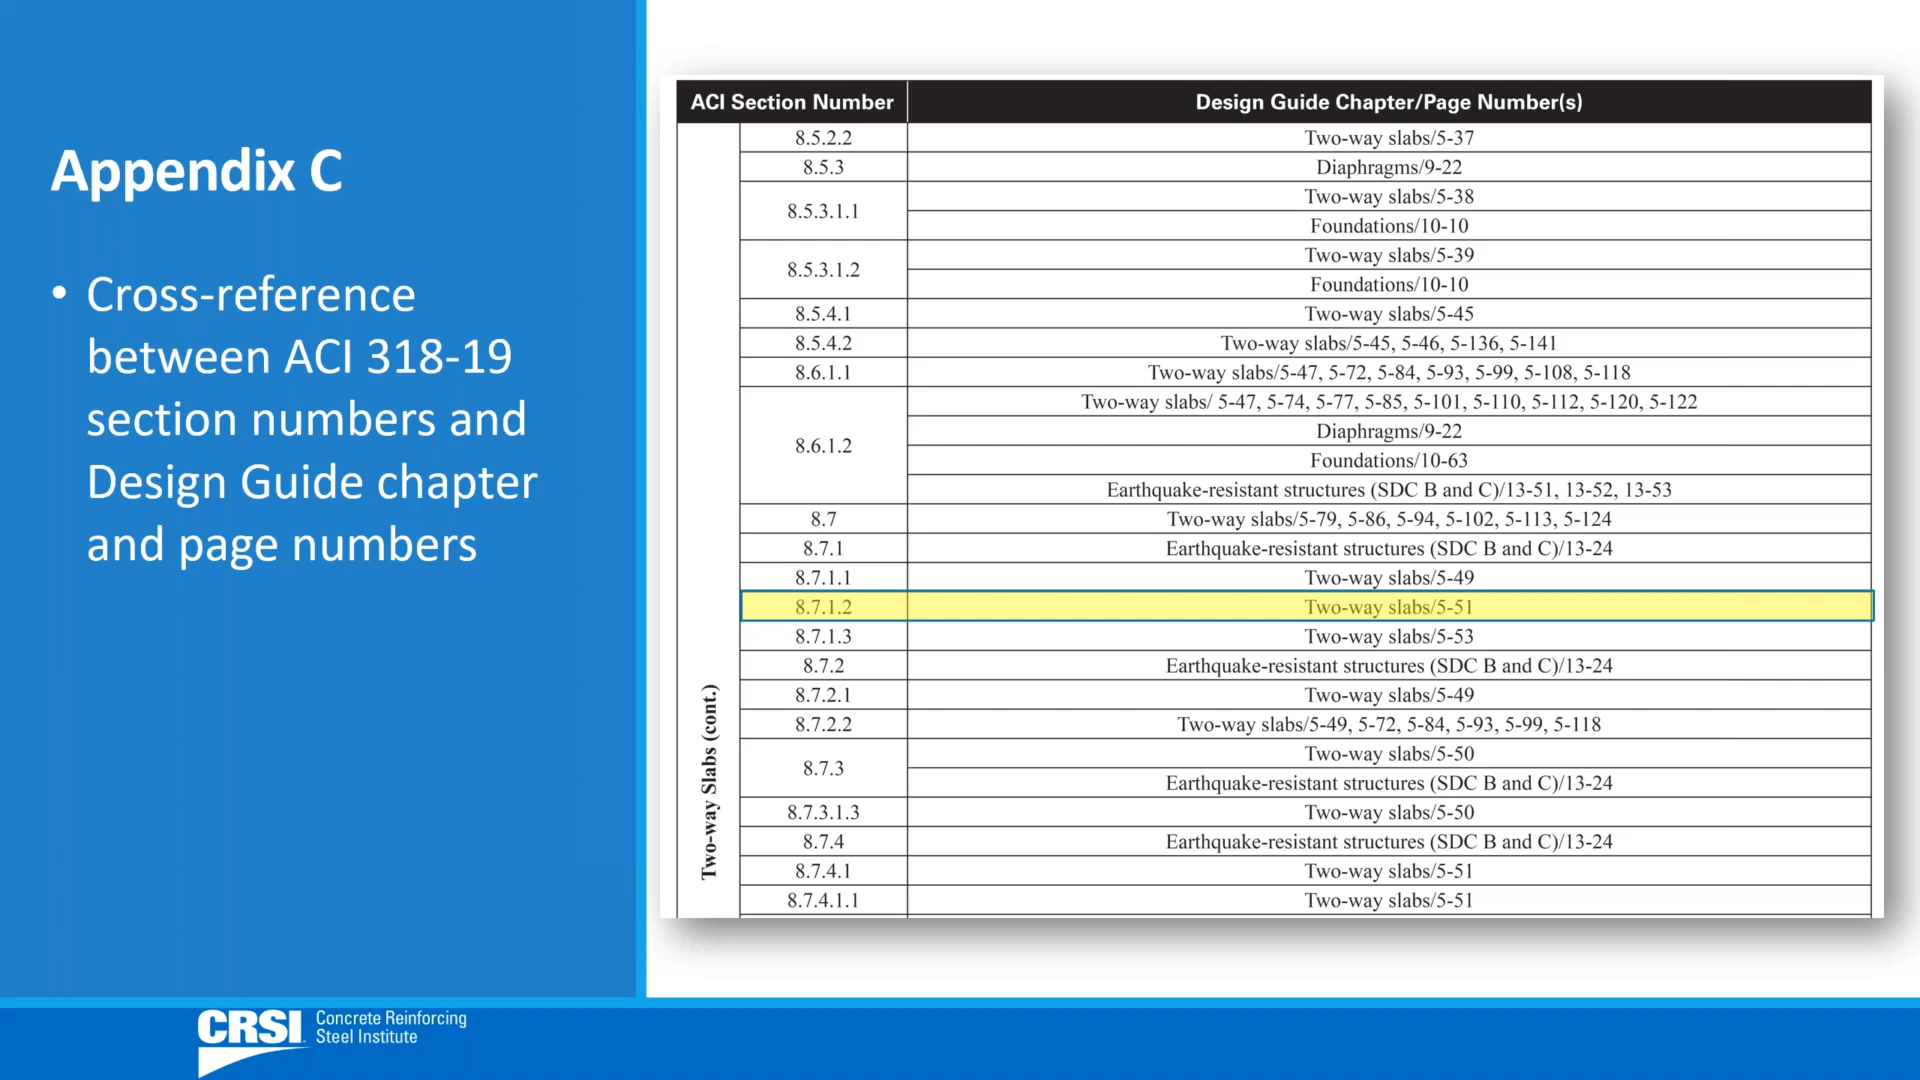 Appendix C
• Cross-reference
between ACI 318-19
section numbers and
Design Guide chapter
and page numbers
ACI Section Number Design Guide Chapter/Page Number(s)
Two-way Slabs (cont.)
8.5.2.2 Two-way slabs/5-37
8.5.3 Diaphragms/9-22
8.5.3.1.1 Two-way slabs/5-38
Foundations/10-10
8.5.3.1.2 Two-way slabs/5-39
Foundations/10-10
8.5.4.1 Two-way slabs/5-45
8.5.4.2 Two-way slabs/5-45, 5-46, 5-136, 5-141
8.6.1.1 Two-way slabs/5-47, 5-72, 5-84, 5-93, 5-99, 5-108, 5-118
8.6.1.2 Two-way slabs/ 5-47, 5-74, 5-77, 5-85, 5-101, 5-110, 5-112, 5-120, 5-122
Diaphragms/9-22
Foundations/10-63
Earthquake-resistant structures (SDC B and C)/13-51, 13-52, 13-53
8.7 Two-way slabs/5-79, 5-86, 5-94, 5-102, 5-113, 5-124
8.7.1 Earthquake-resistant structures (SDC B and C)/13-24
8.7.1.1 Two-way slabs/5-49
8.7.1.2 Two-way slabs/5-51
8.7.1.3 Two-way slabs/5-53
8.7.2 Earthquake-resistant structures (SDC B and C)/13-24
8.7.2.1 Two-way slabs/5-49
8.7.2.2 Two-way slabs/5-49, 5-72, 5-84, 5-93, 5-99, 5-118
8.7.3 Two-way slabs/5-50
Earthquake-resistant structures (SDC B and C)/13-24
8.7.3.1.3 Two-way slabs/5-50
8.7.4 Earthquake-resistant structures (SDC B and C)/13-24
8.7.4.1 Two-way slabs/5-51
8.7.4.1.1 Two-way slabs/5-51
CRSI
Concrete Reinforcing
Steel Institute